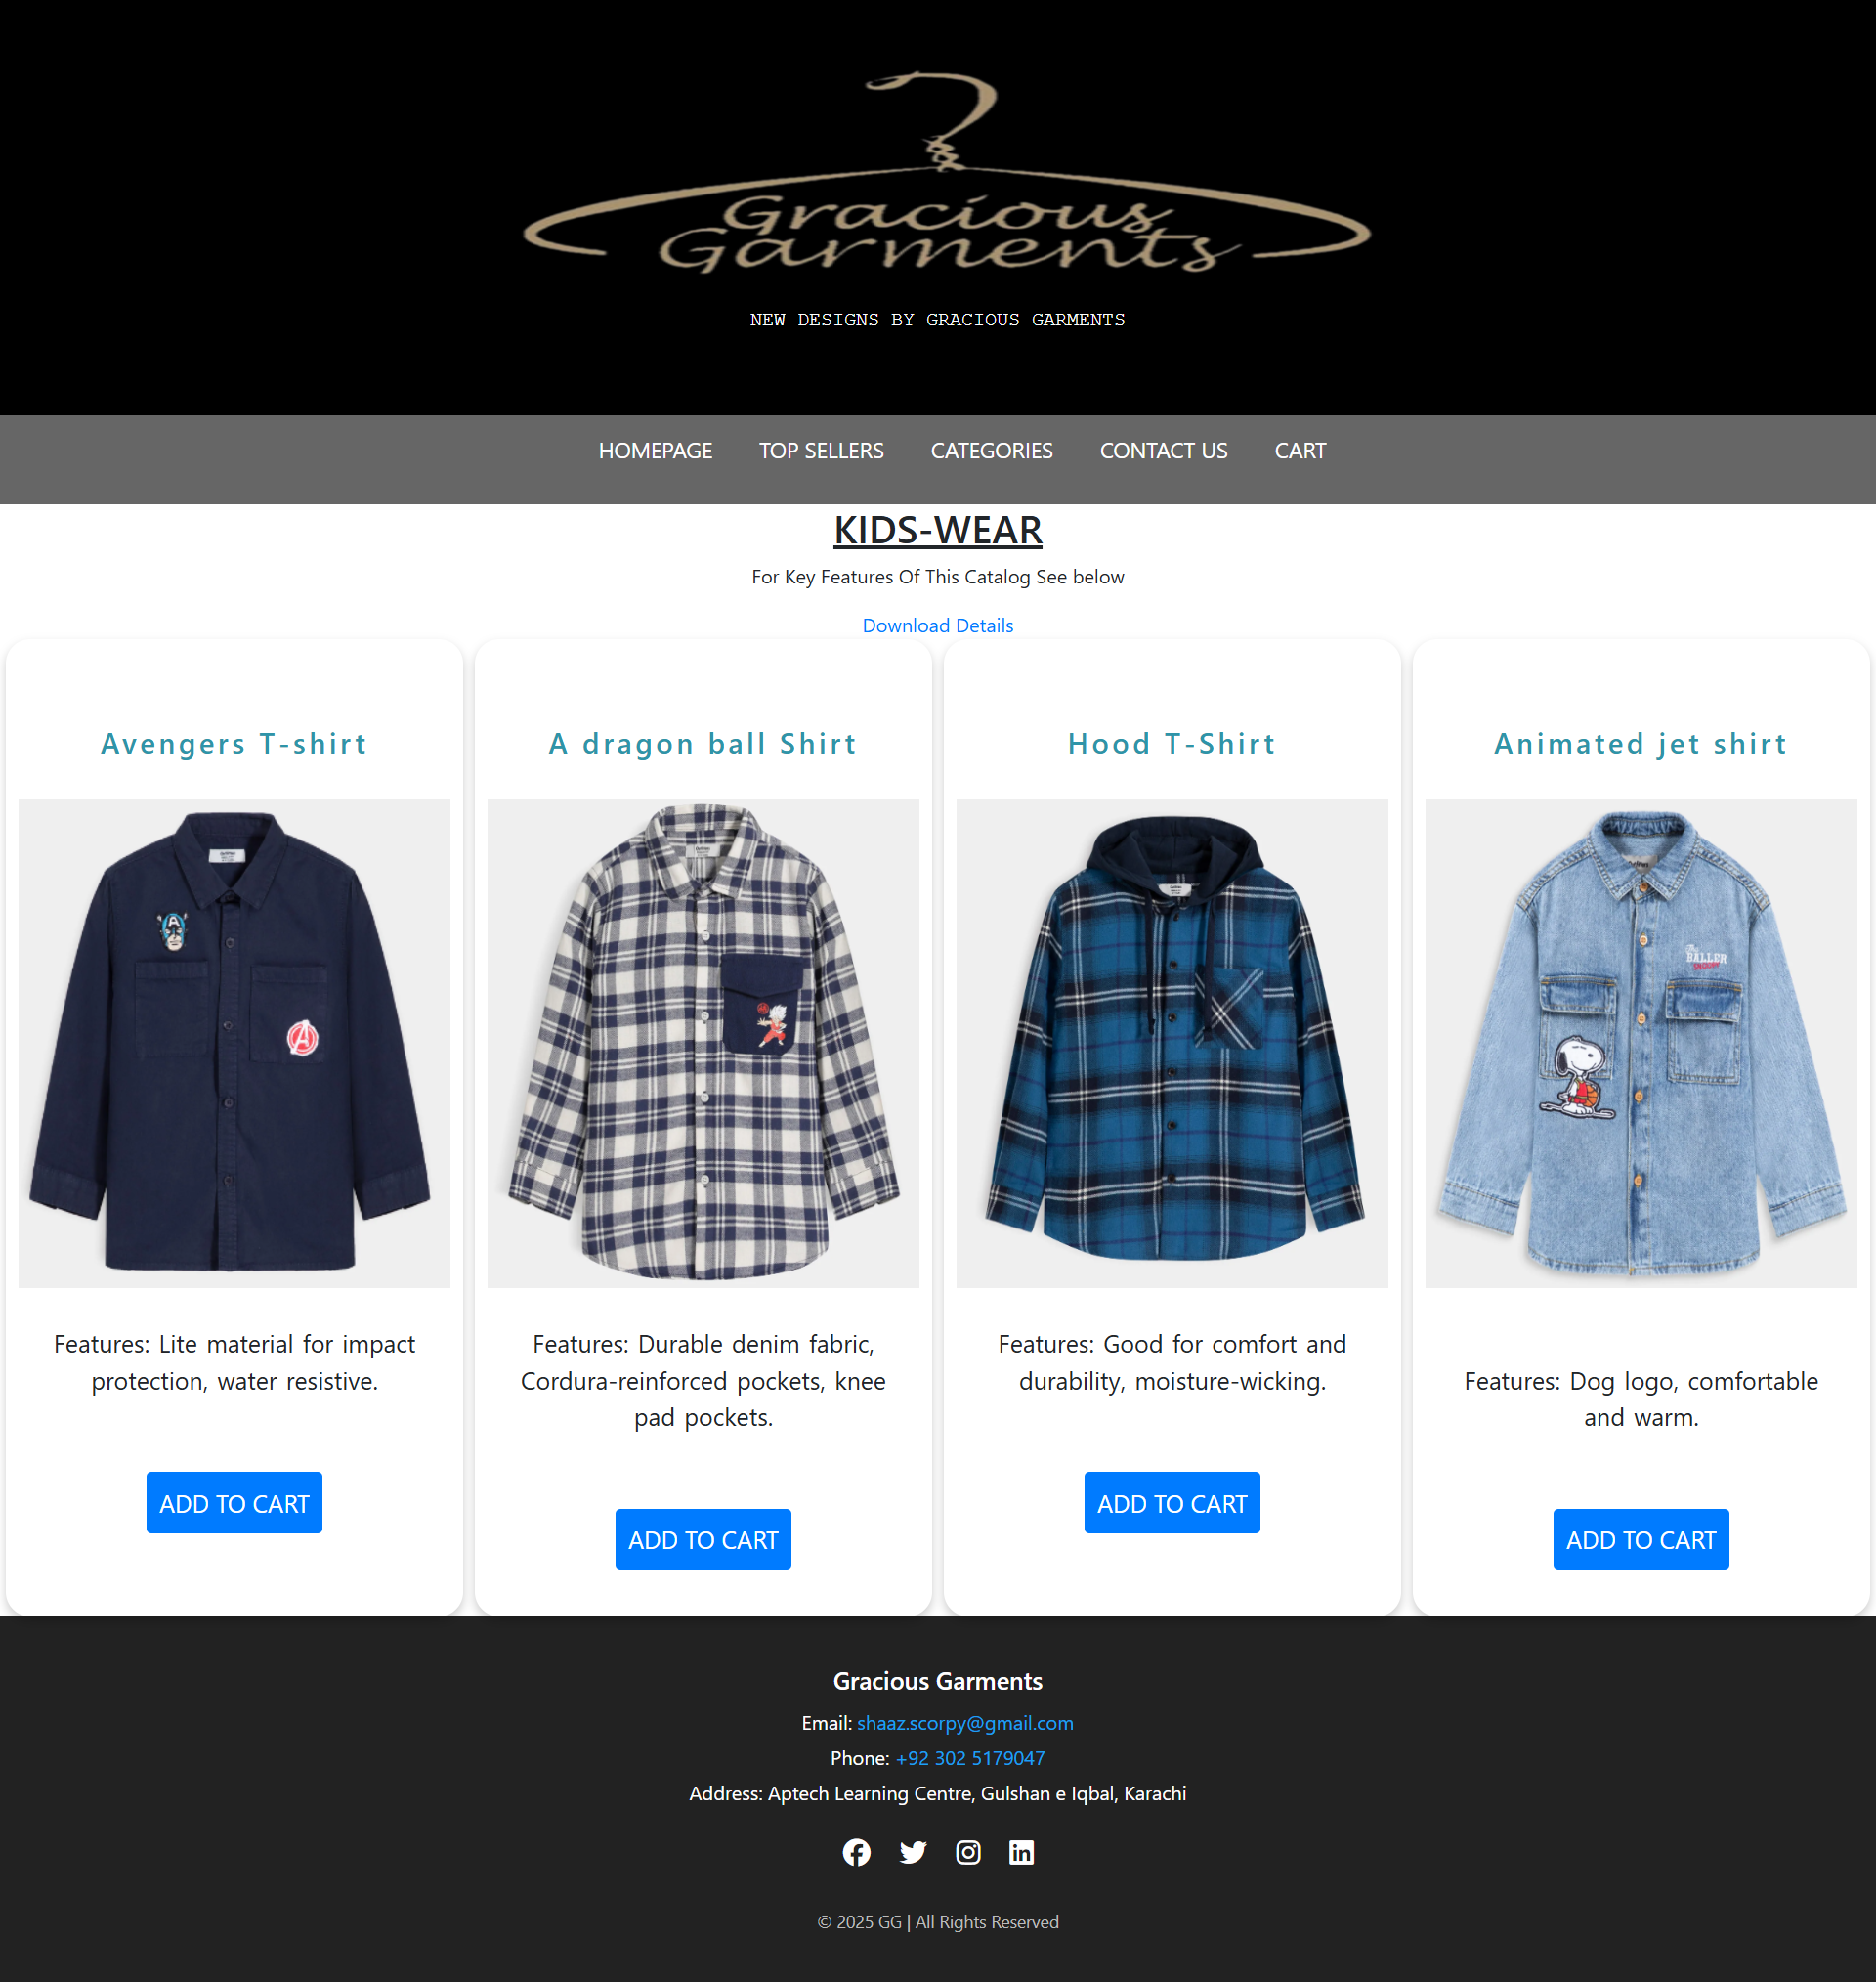 Gracious
Garments
NEW DESIGNS BY GRACIOUS GARMENTS
HOMEPAGE TOP SELLERS CATEGORIES CONTACT US CART
KIDS-WEAR
For Key Features Of This Catalog See below
Download Details
Avengers T-shirt
A
A
Features: Lite material for impact
protection, water resistive.
ADD TO CART
A dragon ball Shirt
Features: Durable denim fabric,
Cordura-reinforced pockets, knee
pad pockets.
ADD TO CART
Hood T-Shirt
Features: Good for comfort and
durability, moisture-wicking.
ADD TO CART
Animated jet shirt
BALLER
Features: Dog logo, comfortable
and warm.
ADD TO CART
Gracious Garments
Email: shaaz.scorpy@gmail.com
Phone: +92 302 5179047
Address: Aptech Learning Centre, Gulshan e Iqbal, Karachi
© 2025 GG | All Rights Reserved